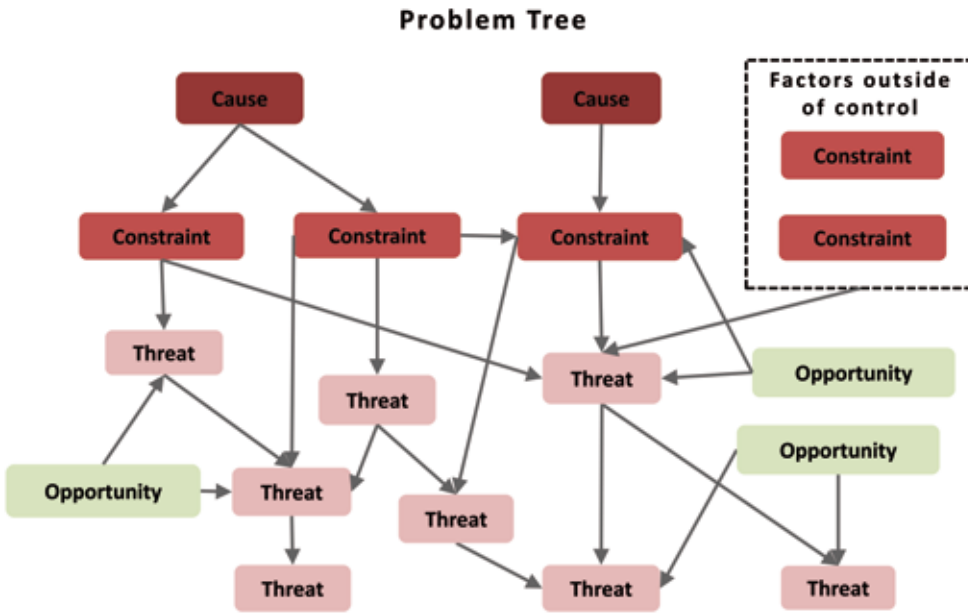 Problem Tree
Cause
Cause
Factors outside
of control
Constraint
Constraint
Constraint
Constraint
Constraint
Threat
Threat
Threat
Opportunity
Opportunity
Opportunity
Threat
Threat
Threat
Threat
Threat